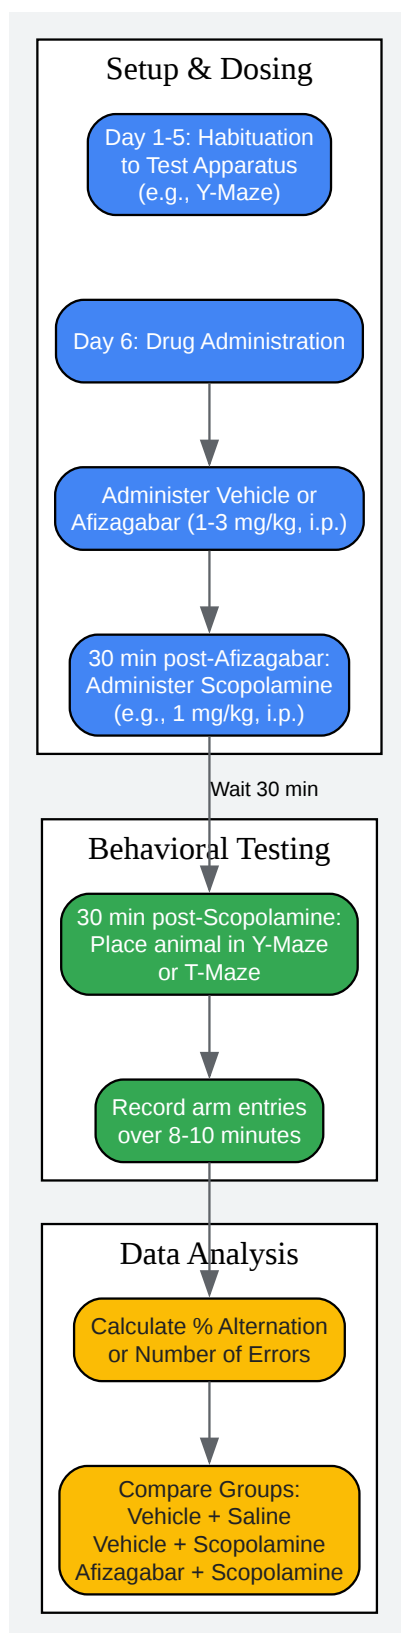 Setup & Dosing
Day 1-5: Habituation
to Test Apparatus
(e.g., Y-Maze)
Day 6: Drug Administration
Administer Vehicle or
Afizagabar (1-3 mg/kg, i.p.)
30 min post-Afizagabar:
Administer Scopolamine
(e.g., 1 mg/kg, i.p.)
Wait 30 min
Behavioral Testing
30 min post-Scopolamine:
Place animal in Y-Maze
or T-Maze
Record arm entries
over 8-10 minutes
Data Analysis
Calculate % Alternation
or Number of Errors
Compare Groups:
Vehicle + Saline
Vehicle + Scopolamine
Afizagabar + Scopolamine